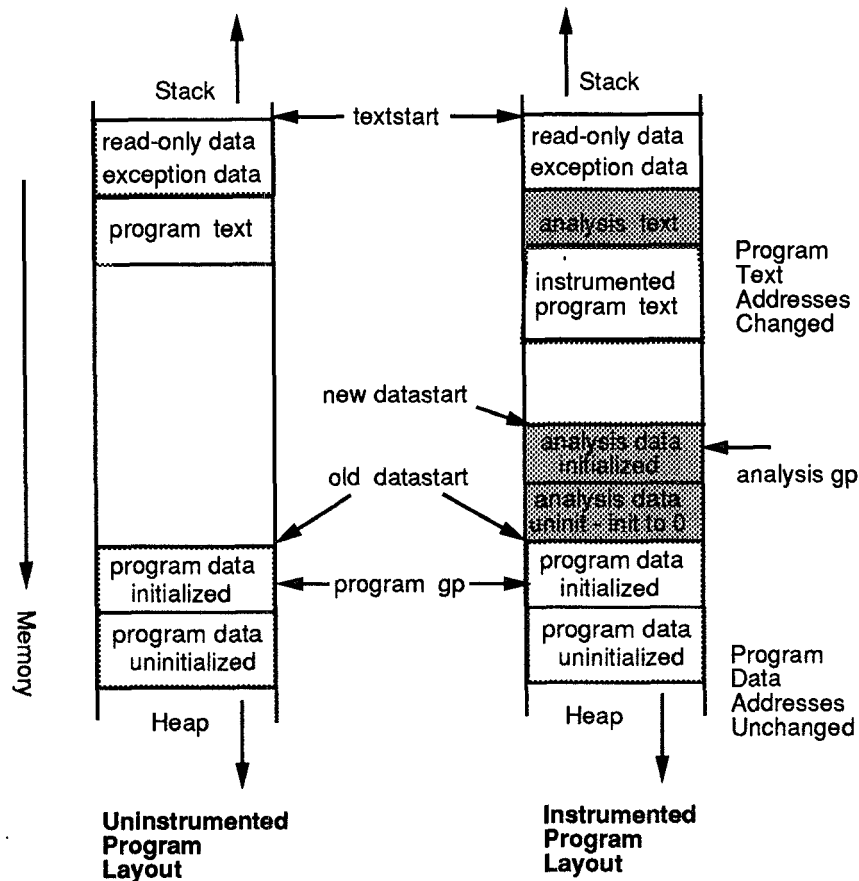 Stack
read-only data
exception data
program text
program data
initialized
program data
uninitialized
Heap
Memory
Uninstrumented
Program
Layout
textstart
new datastart
old datastart
program gp
Stack
read-only data
exception data
analysis text
instrumented
program text
analysis data
initialized
analysis data
uninit - init to 0
program data
initialized
program data
uninitialized
Heap
Instrumented
Program
Layout
Program
Text
Addresses
Changed
analysis gp
Program
Data
Addresses
Unchanged